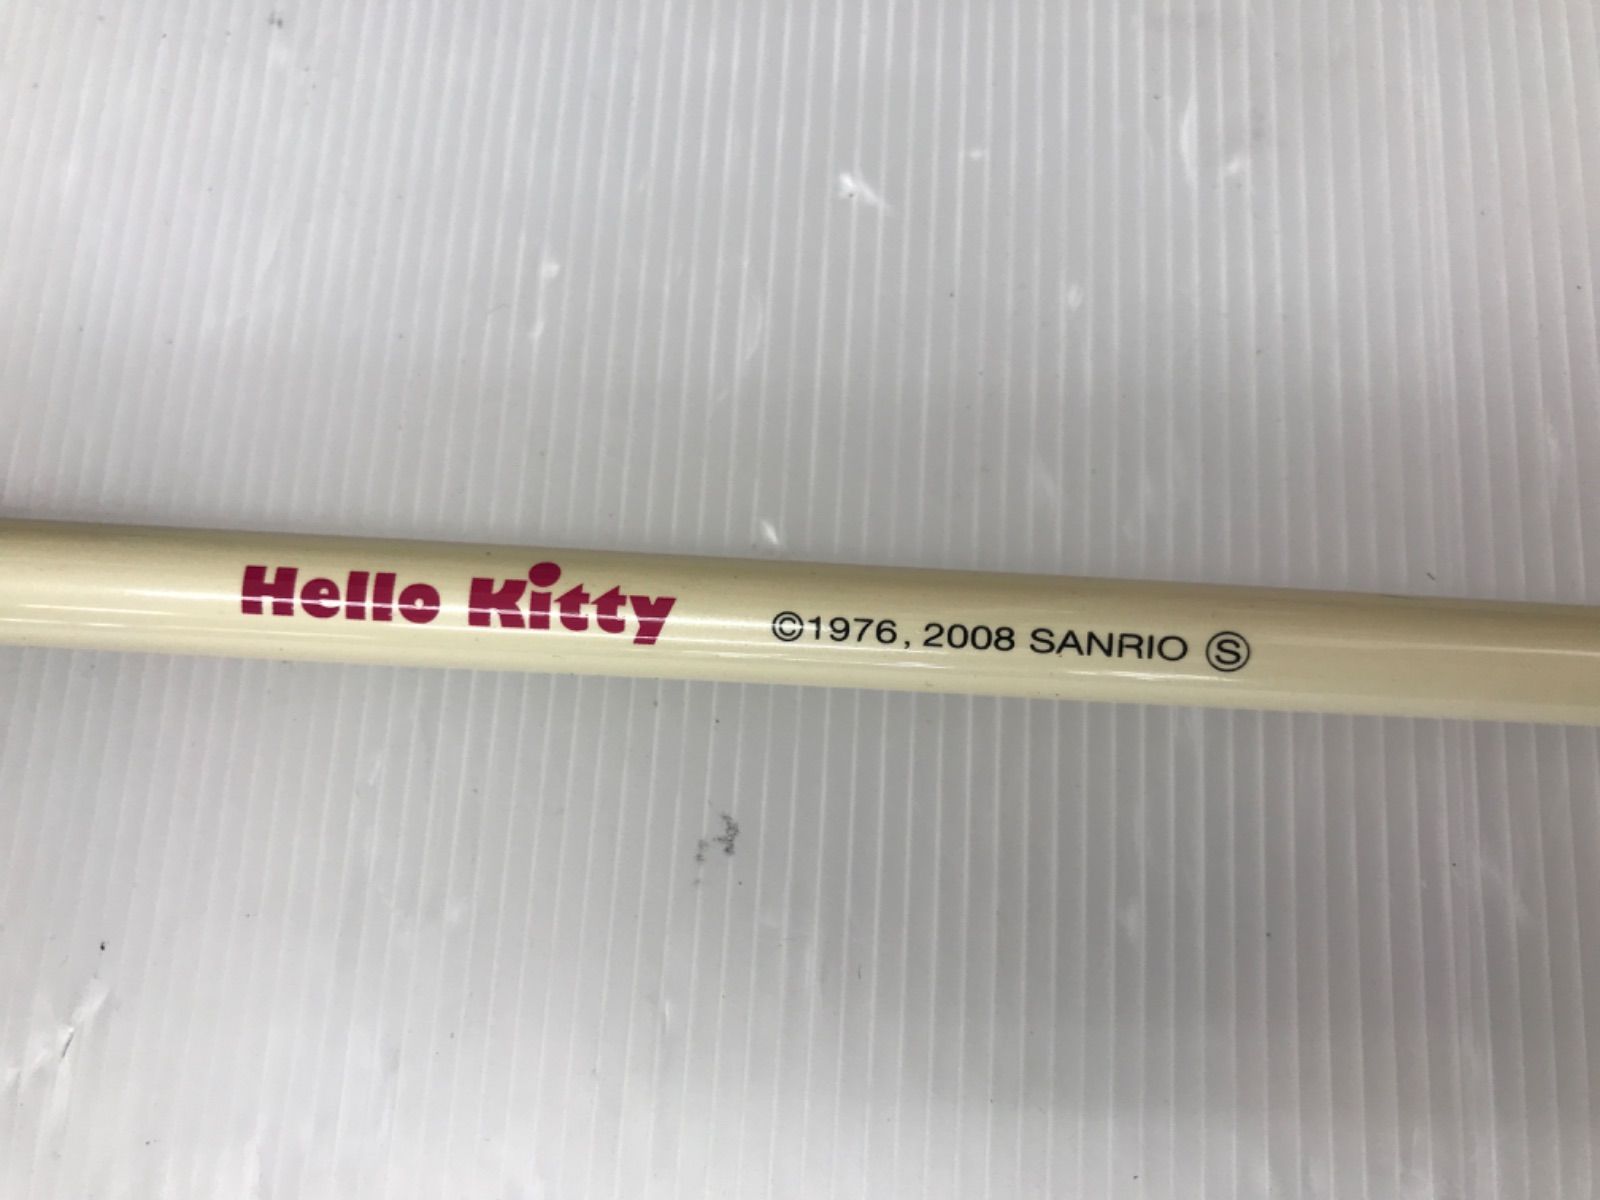 Hello Kitty ©1976, 2008 SANRIO Ⓢ